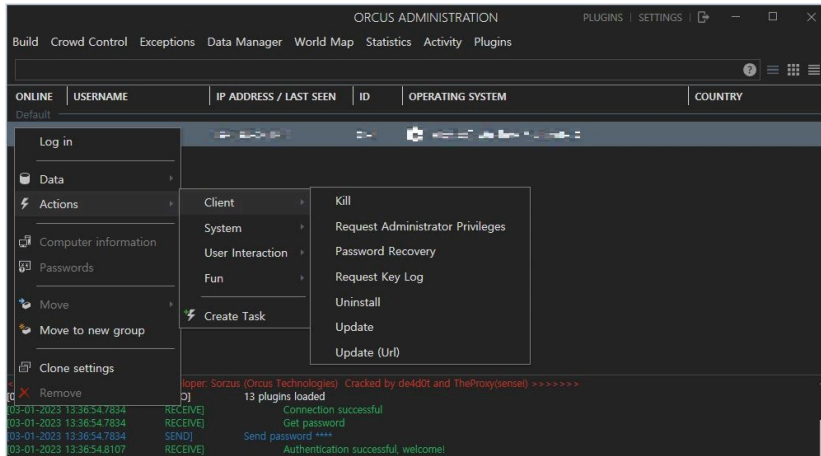 ORCUS ADMINISTRATION PLUGINS | SETTINGS |
Build Crowd Control Exceptions Data Manager World Map Statistics Activity Plugins
ONLINE USERNAME IP ADDRESS / LAST SEEN ID OPERATING SYSTEM COUNTRY
Default
Log in
Data
Actions
Computer information
Passwords
Move
Move to new group
Clone settings
Remove
Client
System
User Interaction
Fun
Create Task
Kill
Request Administrator Privileges
Password Recovery
Request Key Log
Uninstall
Update
Update (Url)
Sorzus (Orcus Technologies) Cracked by de4d0t and TheProxy(sensei) > > > > > > >
13 plugins loaded
[03-01-2023 13:36:54.7834 RECEIVE] Connection successful
[03-01-2023 13:36:54.7834 RECEIVE] Get password
[03-01-2023 13:36:54.7834 SEND] Send password ****
[03-01-2023 13:36:54.8107 RECEIVE] Authentication successful, welcome!